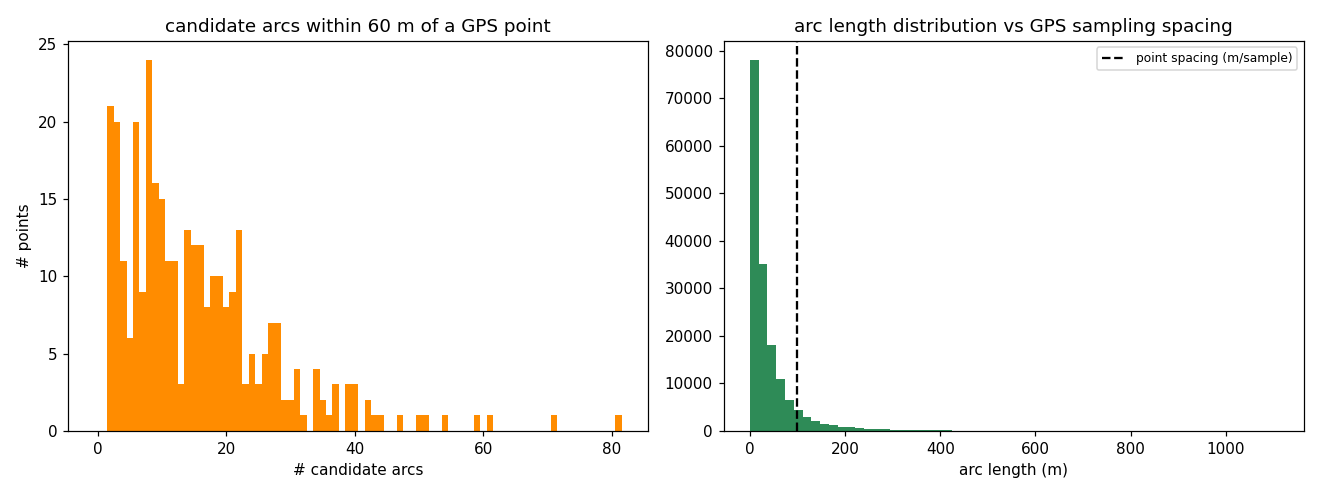 candidate arcs within 60 m of a GPS point
25
20
15
10
5
0
# points
0 20 40 60 80
# candidate arcs
arc length distribution vs GPS sampling spacing
point spacing (m/sample)
80000
70000
60000
50000
40000
30000
20000
10000
0
0 200 400 600 800 1000
arc length (m)